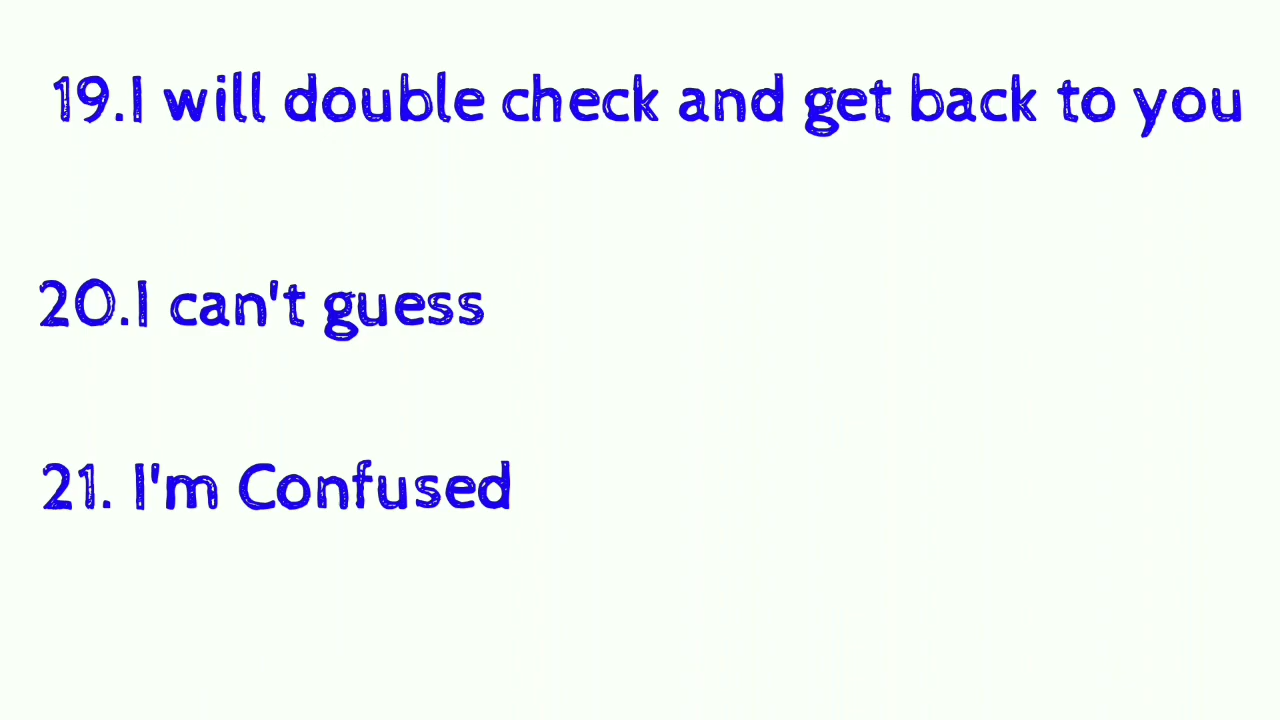 19.I will double check and get back to you
20.I can't guess
21. I'm Confused